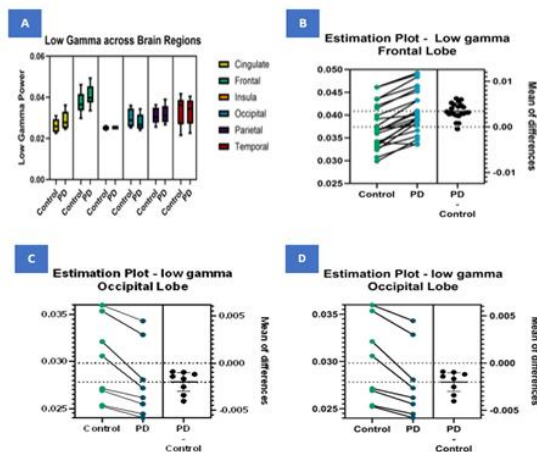 A
Low Gamma across Brain Regions
Low Gamma Power
0.06
0.04
0.02
0.00
Control
PD
Control
PD
Control
PD
Control
PD
Control
PD
Control
PD
Cingulate
Frontal
Insula
Occipital
Parietal
Temporal
B
Estimation Plot - Low gamma
Frontal Lobe
0.050
0.045
0.040
0.035
0.030
0.025
0.01
0.00
-0.01
Mean of differences
Control
PD
PD
-
Control
C
Estimation Plot - low gamma
Occipital Lobe
0.035
0.030
0.025
0.005
0.000
-0.005
Mean of differences
Control
PD
PD
-
Control
D
Estimation Plot - low gamma
Occipital Lobe
0.035
0.030
0.025
0.005
0.000
-0.005
Mean of differences
Control
PD
PD
-
Control